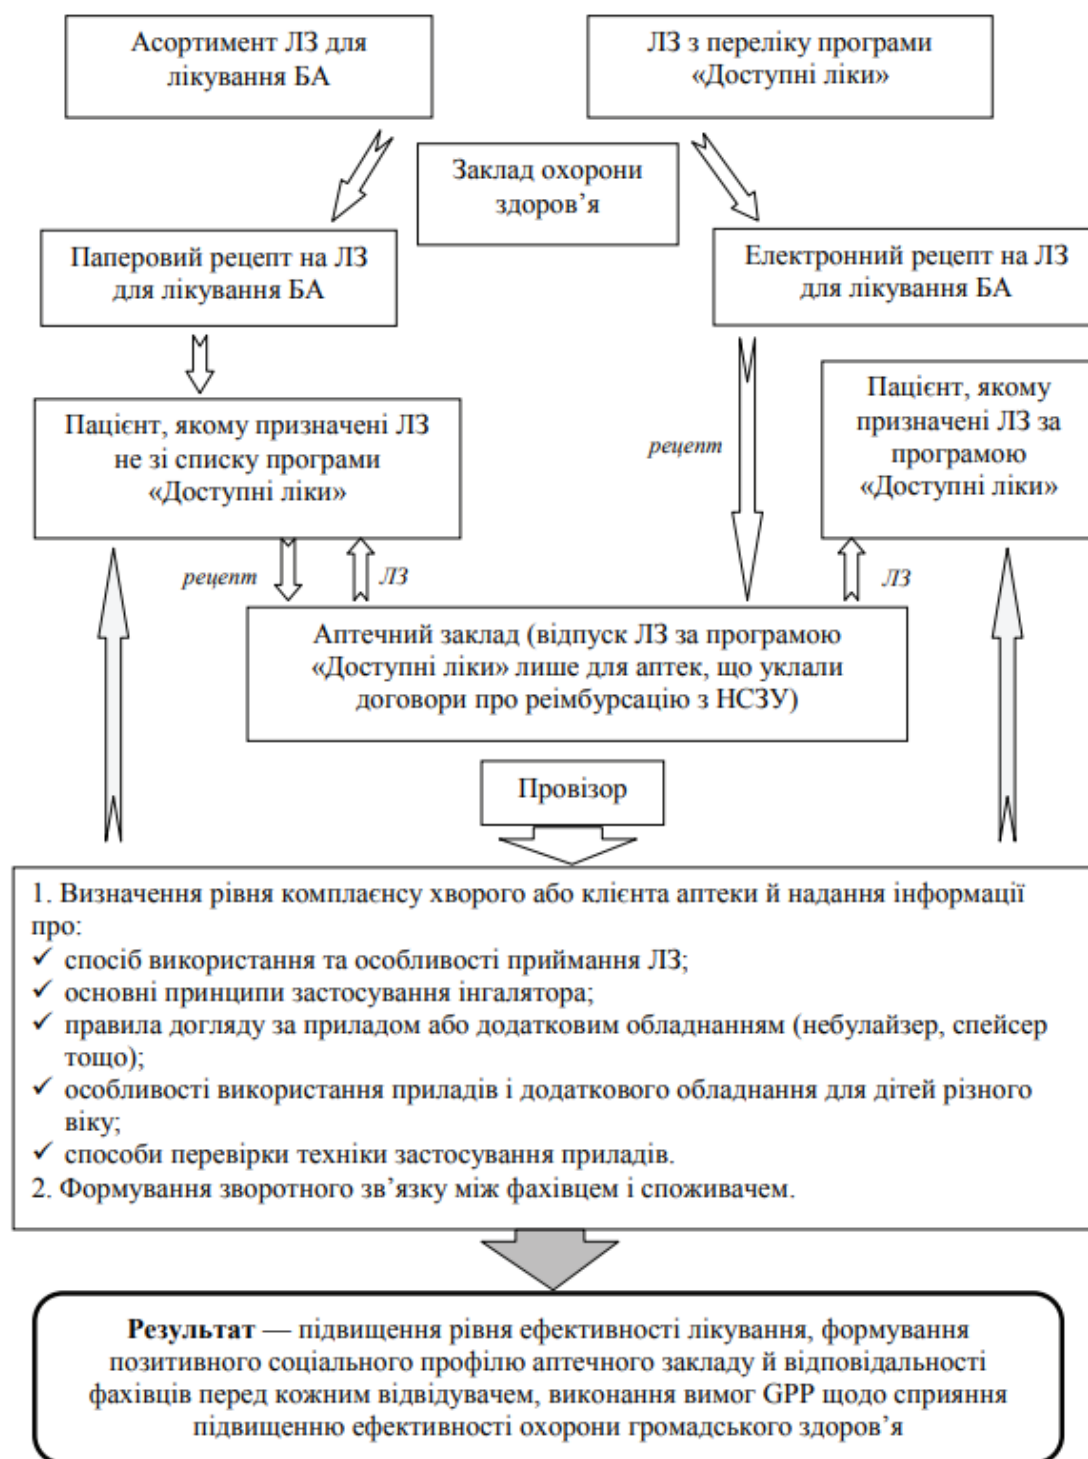 Асортимент ЛЗ для
лікування БА
ЛЗ з переліку програми
«Доступні ліки»
Заклад охорони
здоров’я
Паперовий рецепт на ЛЗ
для лікування БА
Електронний рецепт на ЛЗ
для лікування БА
Пацієнт, якому призначені ЛЗ
не зі списку програми
«Доступні ліки»
рецепт
Пацієнт, якому
призначені ЛЗ за
програмою
«Доступні ліки»
рецепт
ЛЗ
ЛЗ
Аптечний заклад (відпуск ЛЗ за програмою
«Доступні ліки» лише для аптек, що уклали
договори про реімбурсацію з НСЗУ)
Провізор
1. Визначення рівня комплаєнсу хворого або клієнта аптеки й надання інформації
про:
✓ спосіб використання та особливості приймання ЛЗ;
✓ основні принципи застосування інгалятора;
✓ правила догляду за приладом або додатковим обладнанням (небулайзер, спейсер
тощо);
✓ особливості використання приладів і додаткового обладнання для дітей різного
віку;
✓ способи перевірки техніки застосування приладів.
2. Формування зворотного зв’язку між фахівцем і споживачем.
Результат — підвищення рівня ефективності лікування, формування
позитивного соціального профілю аптечного закладу й відповідальності
фахівців перед кожним відвідувачем, виконання вимог GPP щодо сприяння
підвищенню ефективності охорони громадського здоров’я